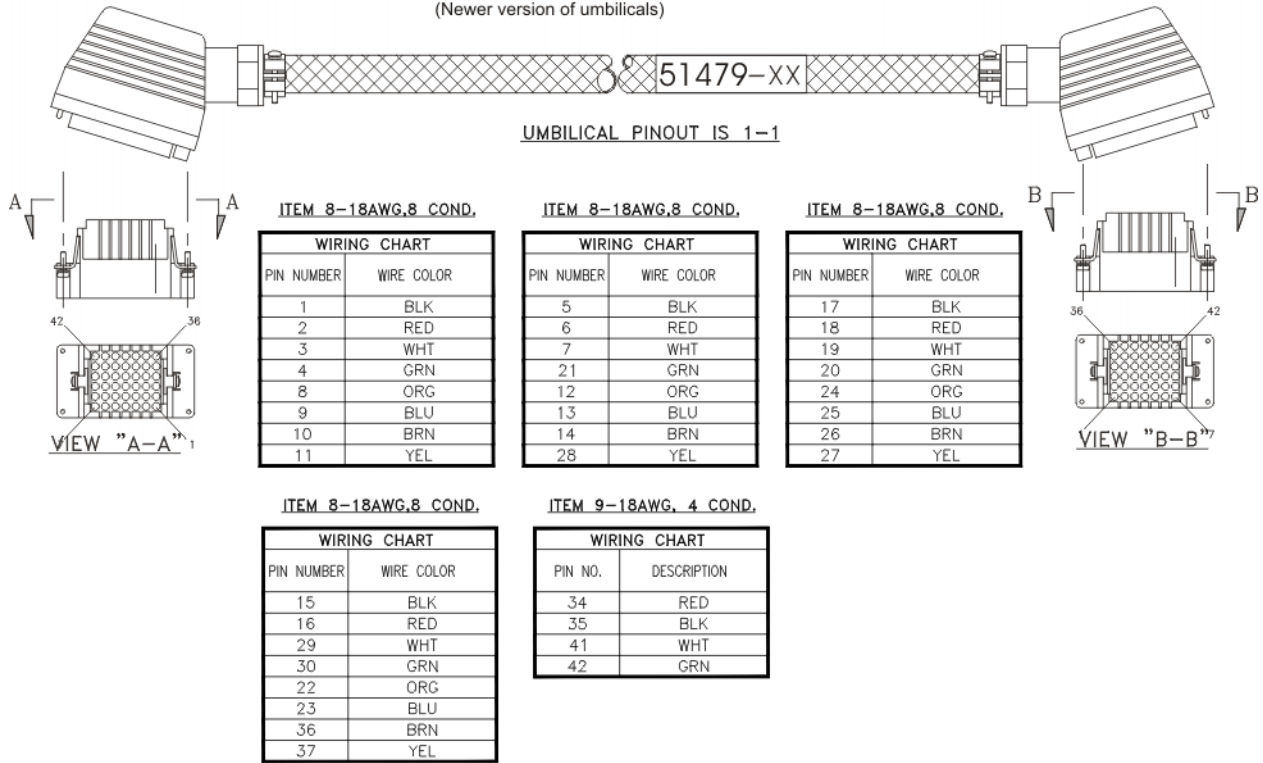 (Newer version of umbilicals)
51479-XX
UMBILICAL PINOUT IS 1-1
A A
B B
42 36
VIEW "A-A" 1
36 42
VIEW "B-B" 7
ITEM 8-18AWG,8 COND.
WIRING CHART
PIN NUMBER WIRE COLOR
1 BLK
2 RED
3 WHT
4 GRN
8 ORG
9 BLU
10 BRN
11 YEL
ITEM 8-18AWG,8 COND.
WIRING CHART
PIN NUMBER WIRE COLOR
5 BLK
6 RED
7 WHT
21 GRN
12 ORG
13 BLU
14 BRN
28 YEL
ITEM 8-18AWG,8 COND.
WIRING CHART
PIN NUMBER WIRE COLOR
17 BLK
18 RED
19 WHT
20 GRN
24 ORG
25 BLU
26 BRN
27 YEL
ITEM 8-18AWG,8 COND.
WIRING CHART
PIN NUMBER WIRE COLOR
15 BLK
16 RED
29 WHT
30 GRN
22 ORG
23 BLU
36 BRN
37 YEL
ITEM 9-18AWG, 4 COND.
WIRING CHART
PIN NO. DESCRIPTION
34 RED
35 BLK
41 WHT
42 GRN